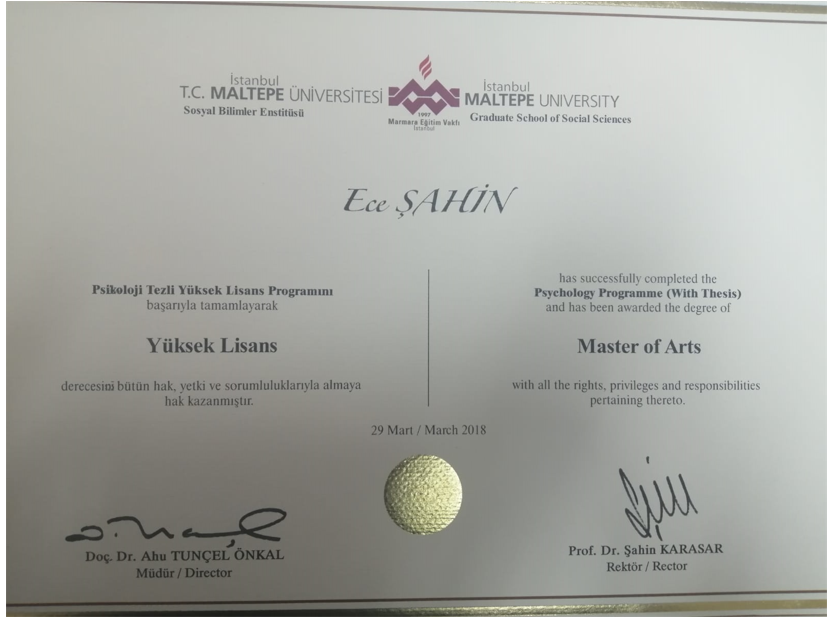 İstanbul
T.C. MALTEPE ÜNİVERSİTESİ
Sosyal Bilimler Enstitüsü
1997
Marmara Eğitim Vakfı
İstanbul
İstanbul
MALTEPE UNIVERSITY
Graduate School of Social Sciences
Ece ŞAHİN
Psikoloji Tezli Yüksek Lisans Programını
başarıyla tamamlayarak
Yüksek Lisans
derecesini bütün hak, yetki ve sorumluluklarıyla almaya
hak kazanmıştır.
has successfully completed the
Psychology Programme (With Thesis)
and has been awarded the degree of
Master of Arts
with all the rights, privileges and responsibilities
pertaining thereto.
29 Mart / March 2018
Doç. Dr. Ahu TUNÇEL ÖNKAL
Müdür / Director
Prof. Dr. Şahin KARASAR
Rektör / Rector